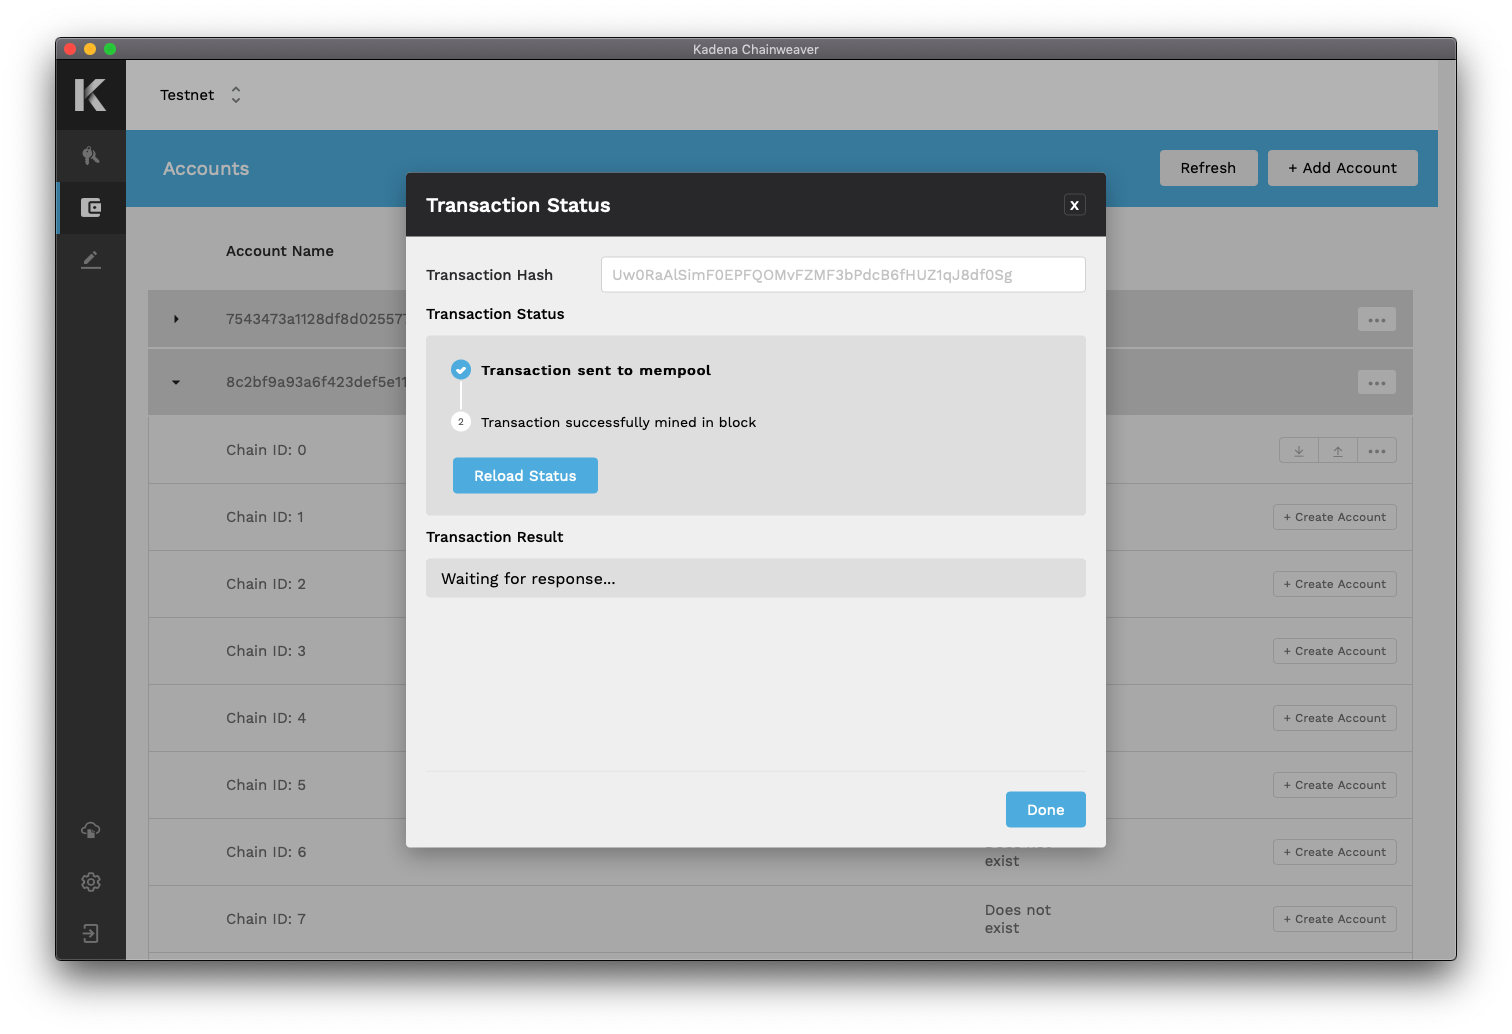 Kadena Chainweaver
Testnet
Accounts
Refresh
+ Add Account
Transaction Status
X
Account Name
Transaction Hash
Uw0RaAlSimF0EPFQOMvFZMF3bPdcB6fHUZ1qJ8df0Sg
Transaction Status
7543473a1128df8d025577
8c2bf9a93a6f423def5e11
Transaction sent to mempool
2
Transaction successfully mined in block
Reload Status
Transaction Result
Waiting for response...
Done
Chain ID: 0
Chain ID: 1
+ Create Account
Chain ID: 2
+ Create Account
Chain ID: 3
+ Create Account
Chain ID: 4
+ Create Account
Chain ID: 5
+ Create Account
Chain ID: 6
exist
+ Create Account
Chain ID: 7
Does not
exist
+ Create Account